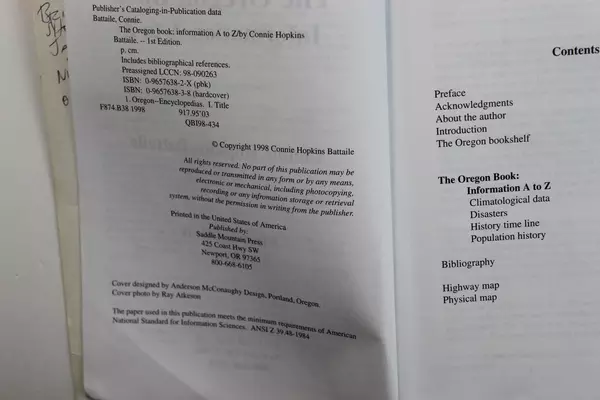 Publisher's Cataloging-in-Publication data
Battaile, Connie.
The Oregon book: information A to Z/by Connie Hopkins
Battaile. -- 1st Edition.
p. cm.
Includes bibliographical references.
Preassigned LCCN: 98-090263
ISBN: 0-9657638-2-X (pbk)
ISBN: 0-9657638-3-8 (hardcover)
1. Oregon--Encyclopedias. I. Title
F874.B38 1998 917.95'03
QBI98-434
© Copyright 1998 Connie Hopkins Battaile
All rights reserved. No part of this publication may be
reproduced or transmitted in any form or by any means,
electronic or mechanical, including photocopying,
recording or any infromation storage or retrieval
system, without the permission in writing from the publisher.
Printed in the United States of America
Published by:
Saddle Mountain Press
425 Coast Hwy SW
Newport, OR 97365
800-668-6105
Cover designed by Anderson McConaughy Design, Portland, Oregon.
Cover photo by Ray Atkeson
The paper used in this publication meets the minimum requirements of American
National Standard for Information Sciences. ANSI Z 39.48-1984
Contents
Preface
Acknowledgments
About the author
Introduction
The Oregon bookshelf
The Oregon Book:
Information A to Z
Climatological data
Disasters
History time line
Population history
Bibliography
Highway map
Physical map